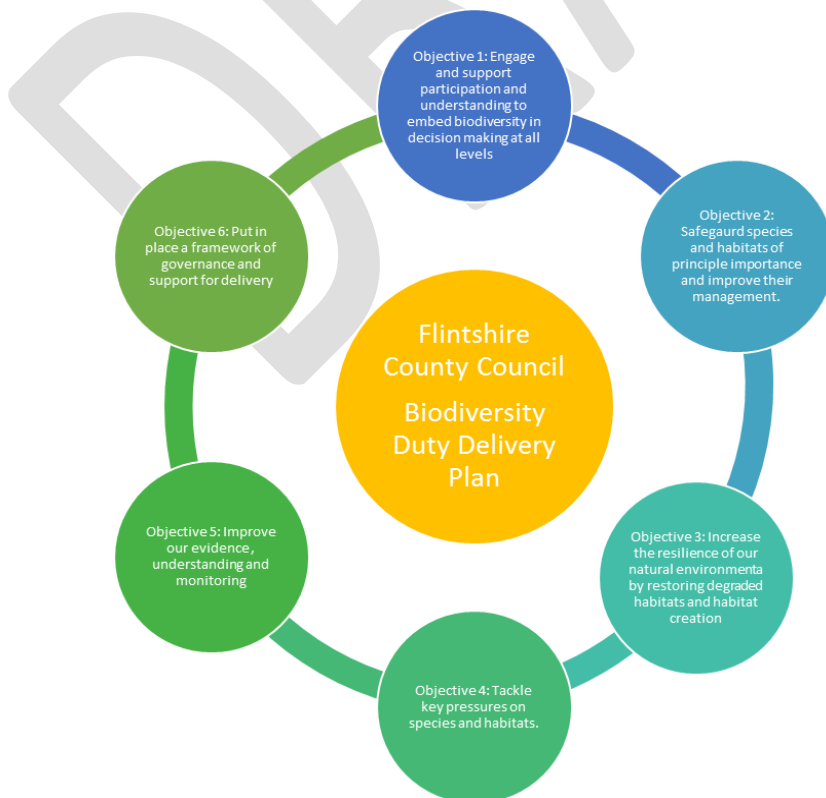 Objective 1: Engage
and support
participation and
understanding to
embed biodiversity in
decision making at all
levels
Objective 2:
Safegaurd species
and habitats of
principle importance
and improve their
management.
Objective 3: Increase
the resilience of our
natural environmenta
by restoring degraded
habitats and habitat
creation
Objective 4: Tackle
key pressures on
species and habitats.
Objective 5: Improve
our evidence,
understanding and
monitoring
Objective 6: Put in
place a framework of
governance and
support for delivery
Flintshire
County Council
Biodiversity
Duty Delivery
Plan